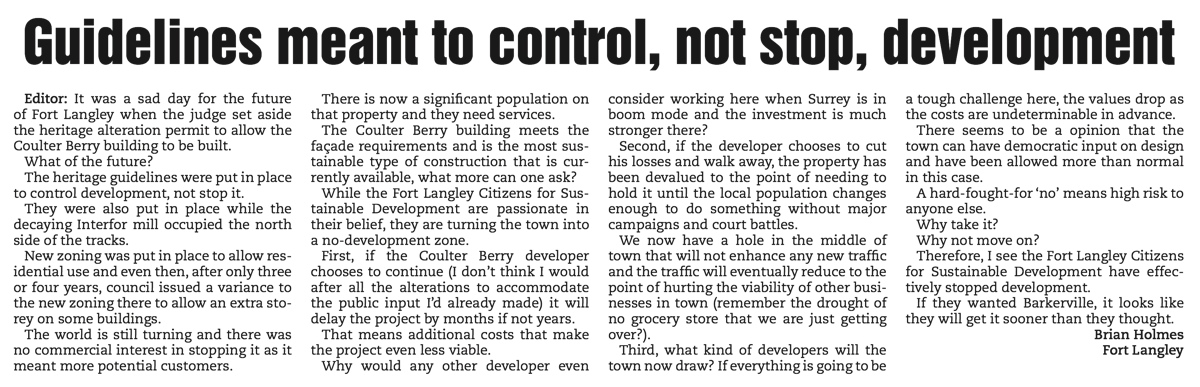 Guidelines meant to control, not stop, development
Editor: It was a sad day for the future
of Fort Langley when the judge set aside
the heritage alteration permit to allow the
Coulter Berry building to be built.
What of the future?
The heritage guidelines were put in place
to control development, not stop it.
They were also put in place while the
decaying Interfor mill occupied the north
side of the tracks.
New zoning was put in place to allow res-
idential use and even then, after only three
or four years, council issued a variance to
the new zoning there to allow an extra sto-
rey on some buildings.
The world is still turning and there was
no commercial interest in stopping it as it
meant more potential customers.
There is now a significant population on
that property and they need services.
The Coulter Berry building meets the
façade requirements and is the most sus-
tainable type of construction that is cur-
rently available, what more can one ask?
While the Fort Langley Citizens for Sus-
tainable Development are passionate in
their belief, they are turning the town into
a no-development zone.
First, if the Coulter Berry developer
chooses to continue (I don't think I would
after all the alterations to accommodate
the public input I'd already made) it will
delay the project by months if not years.
That means additional costs that make
the project even less viable.
Why would any other developer even
consider working here when Surrey is in
boom mode and the investment is much
stronger there?
Second, if the developer chooses to cut
his losses and walk away, the property has
been devalued to the point of needing to
hold it until the local population changes
enough to do something without major
campaigns and court battles.
We now have a hole in the middle of
town that will not enhance any new traffic
and the traffic will eventually reduce to the
point of hurting the viability of other busi-
nesses in town (remember the drought of
no grocery store that we are just getting
over?).
Third, what kind of developers will the
town now draw? If everything is going to be
a tough challenge here, the values drop as
the costs are undeterminable in advance.
There seems to be a opinion that the
town can have democratic input on design
and have been allowed more than normal
in this case.
A hard-fought-for 'no' means high risk to
anyone else.
Why take it?
Why not move on?
Therefore, I see the Fort Langley Citizens
for Sustainable Development have effec-
tively stopped development.
If they wanted Barkerville, it looks like
they will get it sooner than they thought.
Brian Holmes
Fort Langley